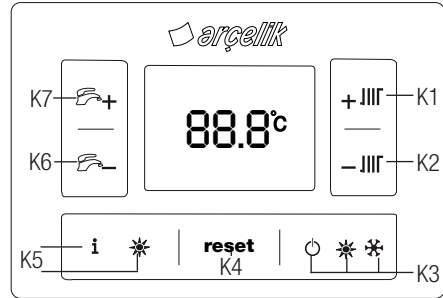 arçelik
K7 + + K1
88.8°c
K6 – – K2
K5 i reset K3
K4